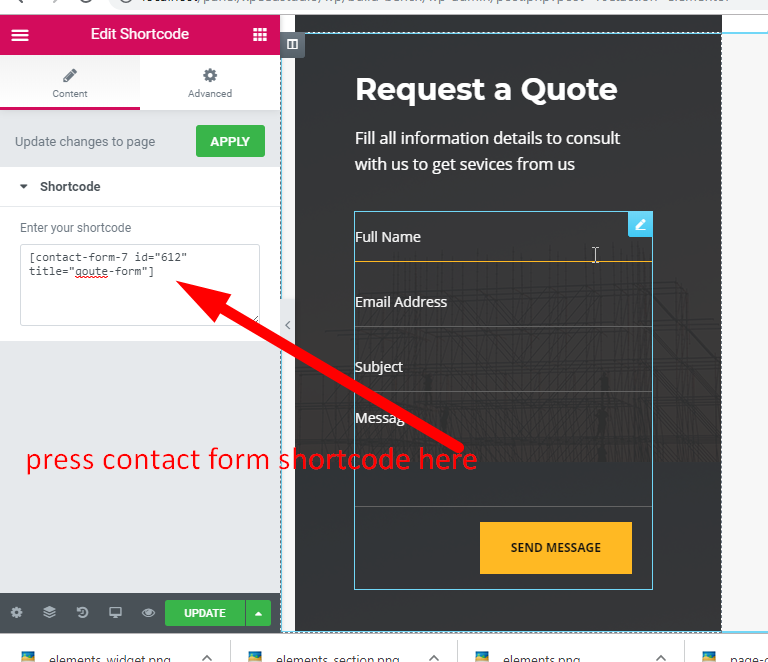 Edit Shortcode
Content
Advanced
Update changes to page
APPLY
Shortcode
Enter your shortcode
[contact-form-7 id="612"
title="qoute-form"]
Request a Quote
Fill all information details to consult
with us to get sevices from us
Full Name
Email Address
Subject
Messag
SEND MESSAGE
press contact form shortcode here
UPDATE
elements_widget.png
elements_section.png
elements.png